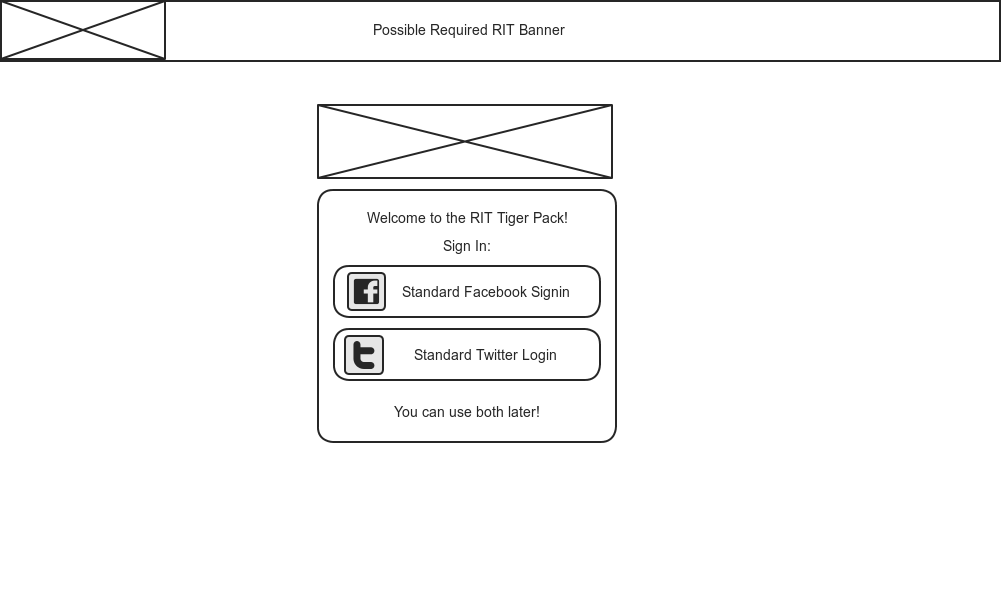 Possible Required RIT Banner
Welcome to the RIT Tiger Pack!
Sign In:
Standard Facebook Signin
Standard Twitter Login
You can use both later!